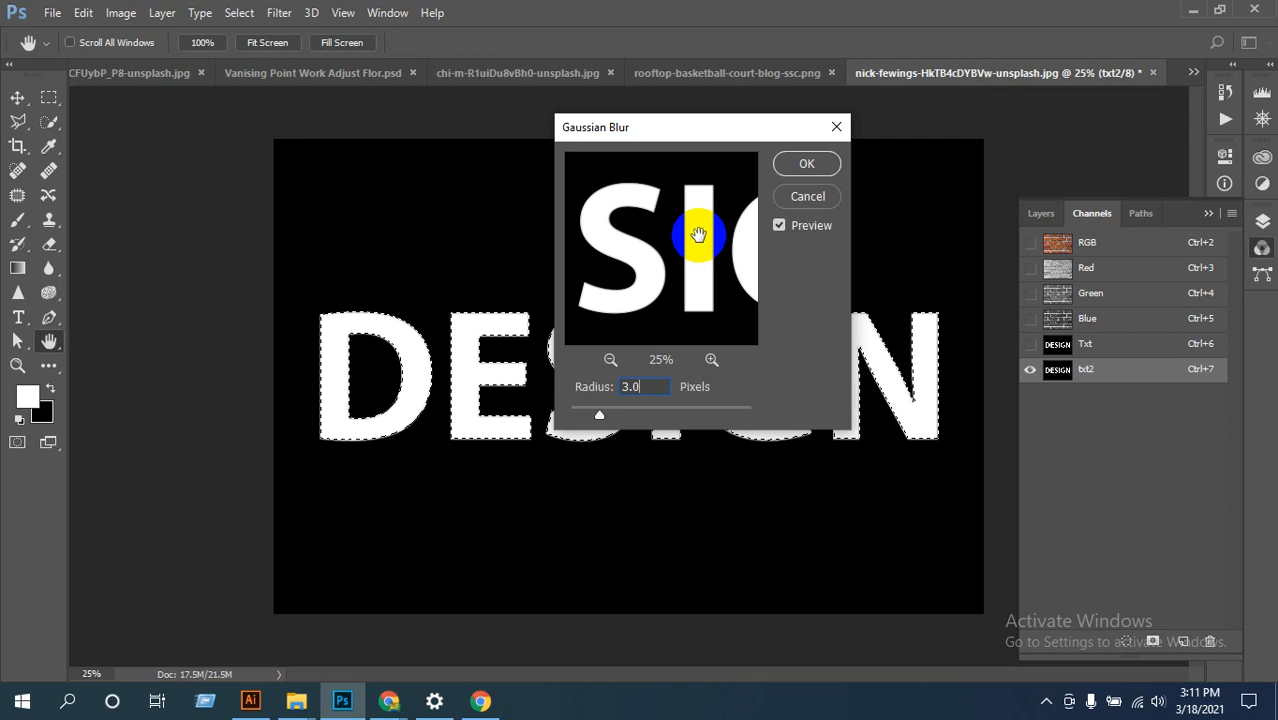 Ps File Edit Image Layer Type Select Filter 3D View Window Help
Scroll All Windows 100% Fit Screen Fill Screen
CFUybP_P8-unsplash.jpg × Vanising Point Work Adjust Flor.psd × chi-m-R1uiDu8vBh0-unsplash.jpg × rooftop-basketball-court-blog-ssc.png × nick-fewings-HkTB4cDYBVw-unsplash.jpg @ 25% (txt2/8) * ×
Gaussian Blur
OK
Cancel
Preview
SI
25%
Radius: 3.0 Pixels
Layers Channels Paths
RGB Ctrl+2
Red Ctrl+3
Green Ctrl+4
Blue Ctrl+5
DESIGN Txt Ctrl+6
DESIGN txt2 Ctrl+7
DESIGN
Activate Windows
Go to Settings to activate Windows.
25% Doc: 17.5M/21.5M
Ai Ps
3:11 PM
3/18/2021